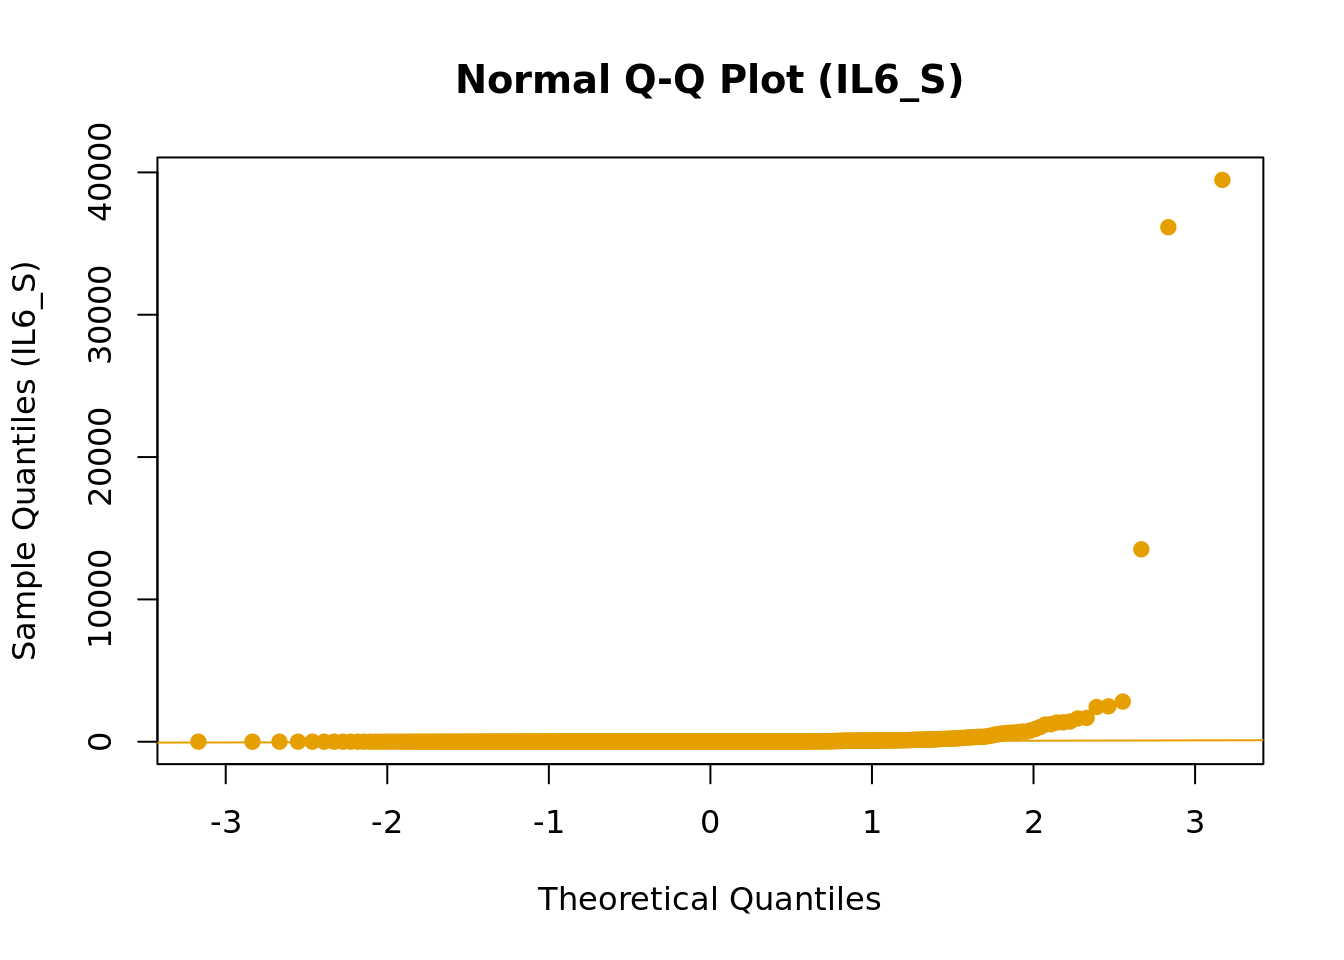 Normal Q-Q Plot (IL6_S)
Sample Quantiles (IL6_S)
40000
30000
20000
10000
0
-3 -2 -1 0 1 2 3
Theoretical Quantiles